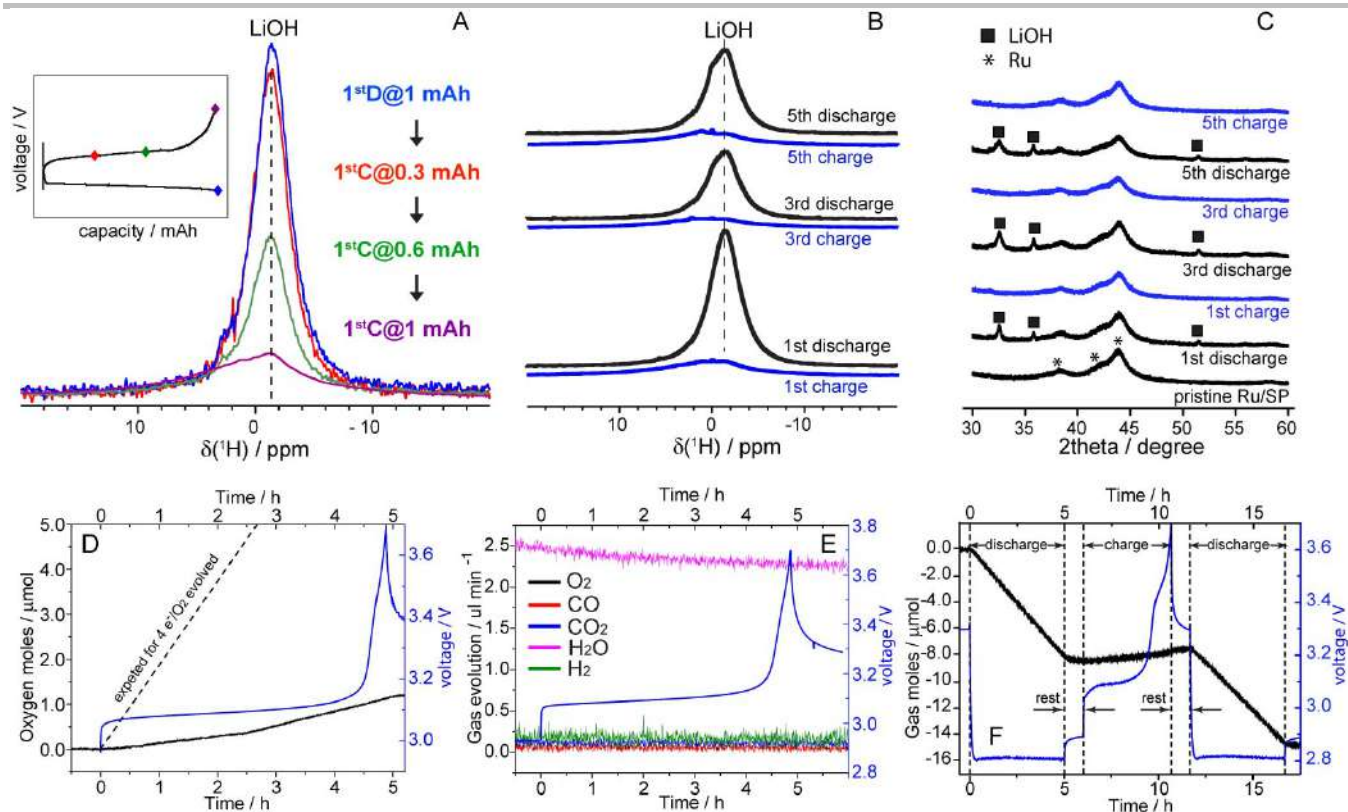 LiOH
A
voltage / V
capacity / mAh
1stD@1 mAh
1stC@0.3 mAh
1stC@0.6 mAh
1stC@1 mAh
10 0 - 10
δ(¹H) / ppm
LiOH
B
5th discharge
5th charge
3rd discharge
3rd charge
1st discharge
1st charge
10 0 -10
δ(¹H) / ppm
C
■ LiOH
* Ru
5th charge
5th discharge
3rd charge
3rd discharge
1st charge
1st discharge
* * *
pristine Ru/SP
30 35 40 45 50 55 60
2theta / degree
Time / h
0 1 2 3 4 5
D
5.0
4.0
3.0
2.0
1.0
0.0
Oxygen moles / μmol
expeted for 4 e⁻/O₂ evolved
3.6
3.4
3.2
3.0
voltage / V
0 1 2 3 4 5
Time / h
Time / h
0 1 2 3 4 5
E
2.5
2.0
1.5
1.0
0.5
0.0
Gas evolution / ul min⁻¹
O₂
CO
CO₂
H₂O
H₂
3.8
3.6
3.4
3.2
3.0
2.8
voltage / V
0 1 2 3 4 5
Time / h
Time / h
0 5 10 15
discharge charge discharge
0.0
-2.0
-4.0
-6.0
-8.0
-10
-12
-14
-16
Gas moles / μmol
rest rest
F
3.6
3.4
3.2
3.0
2.8
voltage / V
0 5 10 15
Time / h